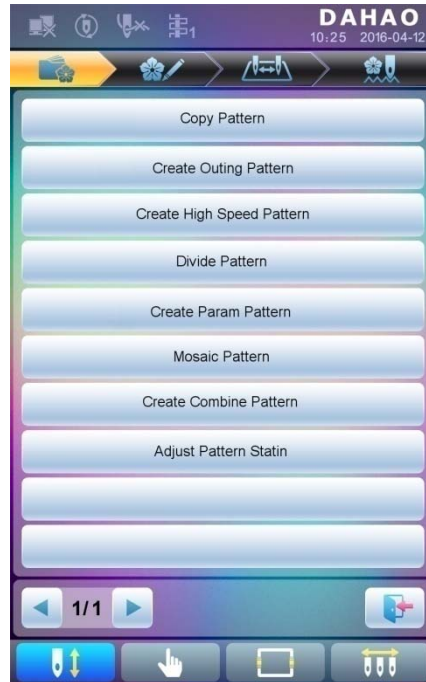 DAHAO
1
10:25 2016-04-12
Copy Pattern
Create Outing Pattern
Create High Speed Pattern
Divide Pattern
Create Param Pattern
Mosaic Pattern
Create Combine Pattern
Adjust Pattern Statin
1/1